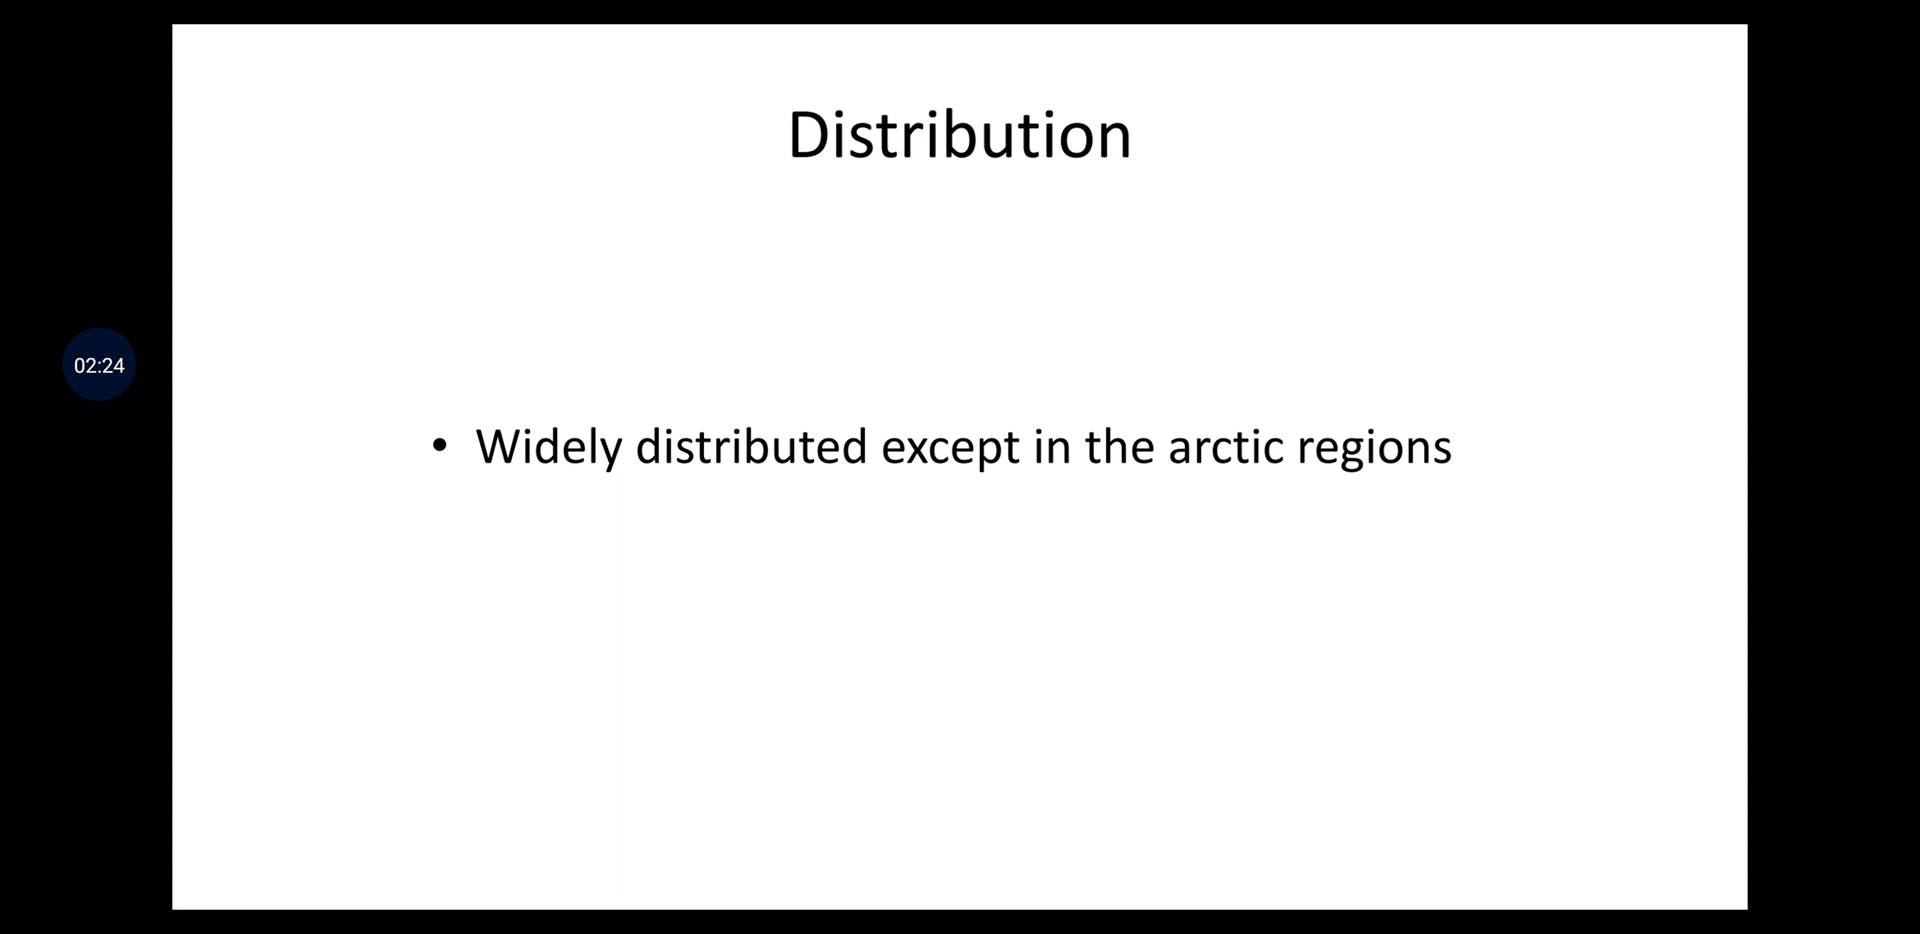 Distribution
02:24
• Widely distributed except in the arctic regions